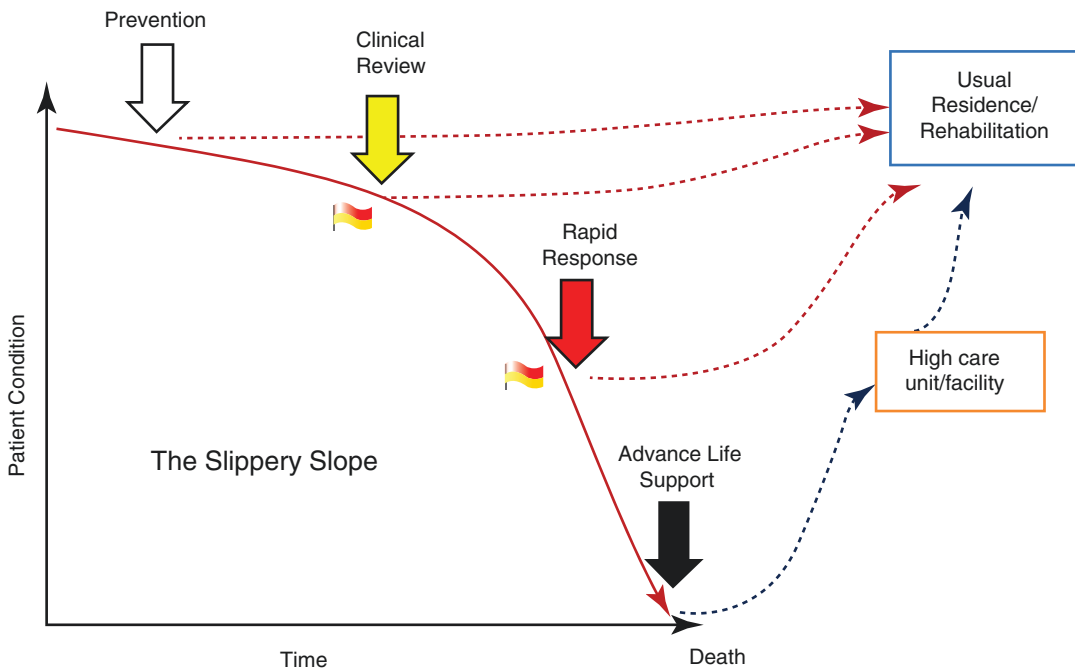 Prevention
Clinical
Review
Usual
Residence/
Rehabilitation
Rapid
Response
High care
unit/facility
Patient Condition
The Slippery Slope
Advance Life
Support
Time
Death